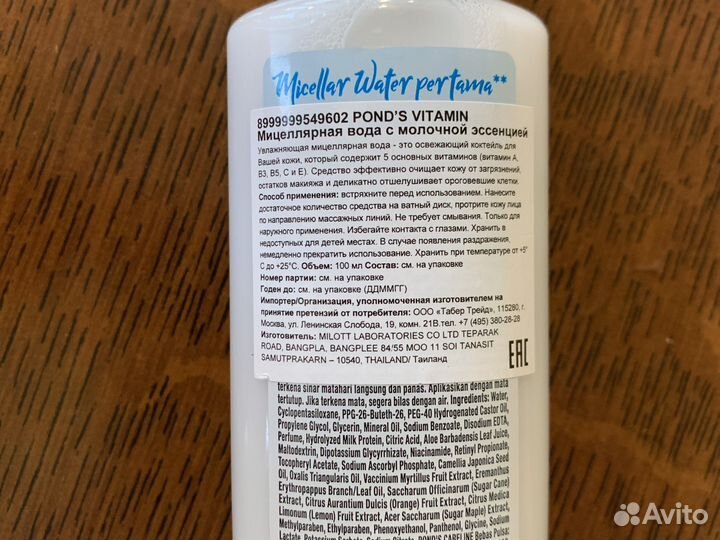 Micellar Water pertama**
8999999549602 POND'S VITAMIN
Мицеллярная вода с молочной эссенцией
Увлажняющая мицеллярная вода - это освежающий коктейль для
Вашей кожи, который содержит 5 основных витаминов (витамин А,
В3, В5, С и Е). Средство эффективно очищает кожу от загрязнений,
остатков макияжа и деликатно отшелушивает ороговевшие клетки.
Способ применения: встряхните перед использованием. Нанесите
достаточное количество средства на ватный диск, протрите кожу лица
по направлению массажных линий. Не требует смывания. Только для
наружного применения. Избегайте контакта с глазами. Хранить в
недоступных для детей местах. В случае появления раздражения,
немедленно прекратить использование. Хранить при температуре от +5°
С до +25°С. Объем: 100 мл Состав: см. на упаковке
Номер партии: см. на упаковке
Годен до: см. на упаковке (ДДММГГ)
Импортер/Организация, уполномоченная изготовителем на
принятие претензий от потребителя: ООО «Табер Трейд», 115280, г.
Москва, ул. Ленинская Слобода, 19, комн. 21В.тел. +7 (495) 380-28-28
Изготовитель: MILOTT LABORATORIES CO LTD TEPARAK
ROAD, BANGPLA, BANGPLEE 84/55 MOO 11 SOI TANASIT
SAMUTPRAKARN – 10540, THAILAND/ Таиланд
EAC
terkena sinar matahari langsung dan panas. Aplikasikan dengan mata
tertutup. Jika terkena mata, segera bilas dengan air. Ingredients: Water,
Cyclopentasiloxane, PPG-26-Buteth-26, PEG-40 Hydrogenated Castor Oil,
Propylene Glycol, Glycerin, Mineral Oil, Sodium Benzoate, Disodium EDTA,
Perfume, Hydrolyzed Milk Protein, Citric Acid, Aloe Barbadensis Leaf Juice,
Maltodextrin, Dipotassium Glycyrrhizate, Niacinamide, Retinyl Propionate,
Tocopheryl Acetate, Sodium Ascorbyl Phosphate, Camellia Japonica Seed
Oil, Oxalis Triangularis Oil, Vaccinium Myrtillus Fruit Extract, Eremanthus
Erythropappus Branch/Leaf Oil, Saccharum Officinarum (Sugar Cane)
Extract, Citrus Aurantium Dulcis (Orange) Fruit Extract, Citrus Medica
Limonum (Lemon) Fruit Extract, Acer Saccharum (Sugar Maple) Extract,
Methylparaben, Ethylparaben, Phenoxyethanol, Panthenol, Glycine, Sodium
Lactate, Potassium Sorbate, Sodium Citrate. POND'S CARELINE Bebas Pulsa:
Avito